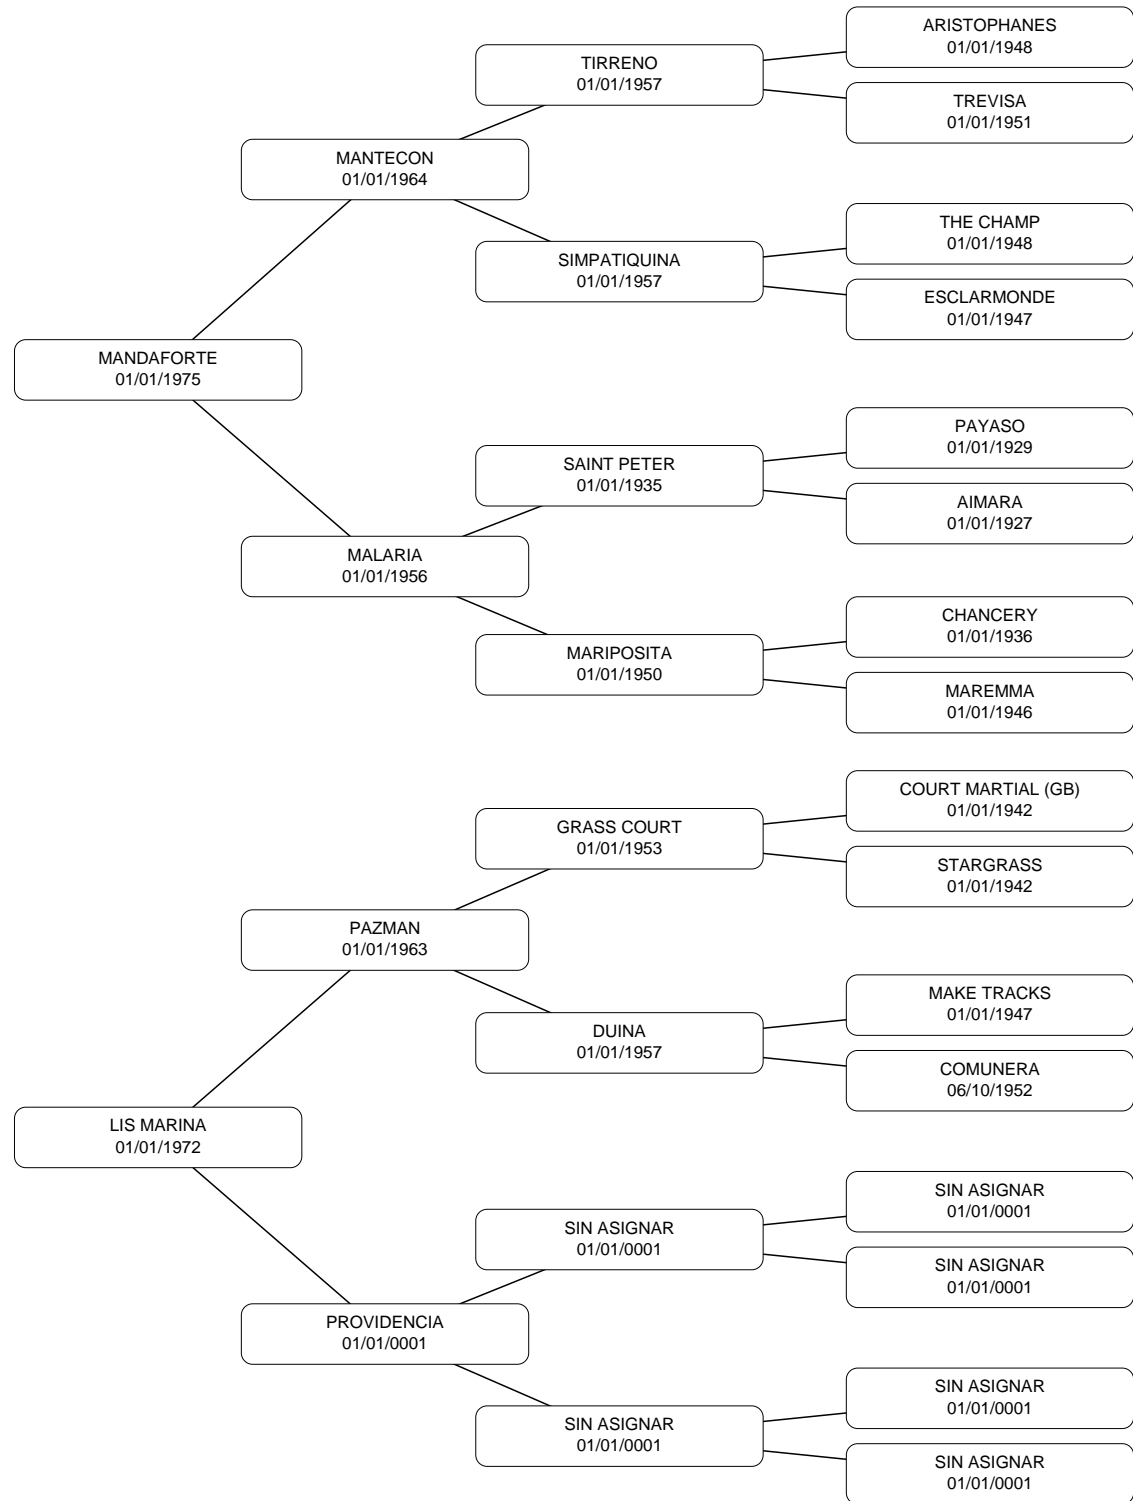 ARISTOPHANES
01/01/1948
TIRRENO
01/01/1957
TREVISA
01/01/1951
MANTECON
01/01/1964
THE CHAMP
01/01/1948
SIMPATIQUINA
01/01/1957
ESCLARMONDE
01/01/1947
MANDAFORTE
01/01/1975
PAYASO
01/01/1929
SAINT PETER
01/01/1935
AIMARA
01/01/1927
MALARIA
01/01/1956
CHANCERY
01/01/1936
MARIPOSITA
01/01/1950
MAREMMA
01/01/1946
COURT MARTIAL (GB)
01/01/1942
GRASS COURT
01/01/1953
STARGRASS
01/01/1942
PAZMAN
01/01/1963
MAKE TRACKS
01/01/1947
DUINA
01/01/1957
COMUNERA
06/10/1952
LIS MARINA
01/01/1972
SIN ASIGNAR
01/01/0001
SIN ASIGNAR
01/01/0001
SIN ASIGNAR
01/01/0001
PROVIDENCIA
01/01/0001
SIN ASIGNAR
01/01/0001
SIN ASIGNAR
01/01/0001
SIN ASIGNAR
01/01/0001